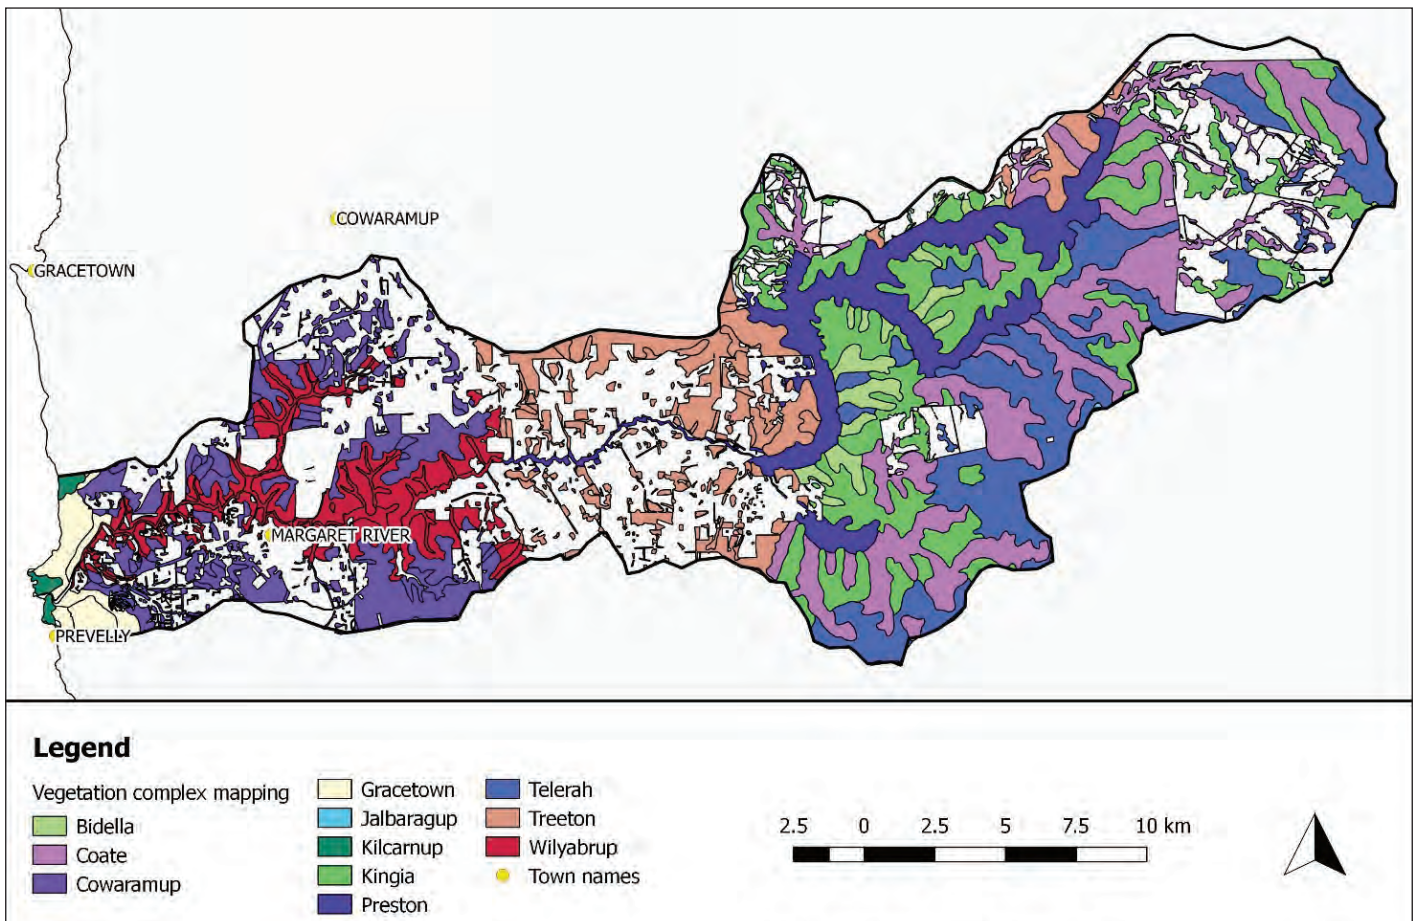 COWARAMUP
GRACETOWN
MARGARET RIVER
PREVELLY
Legend
Vegetation complex mapping
Bidella
Coate
Cowaramup
Gracetown
Jalbaragup
Kilcarnup
Kingia
Preston
Telerah
Treeton
Wilyabrup
Town names
2.5 0 2.5 5 7.5 10 km